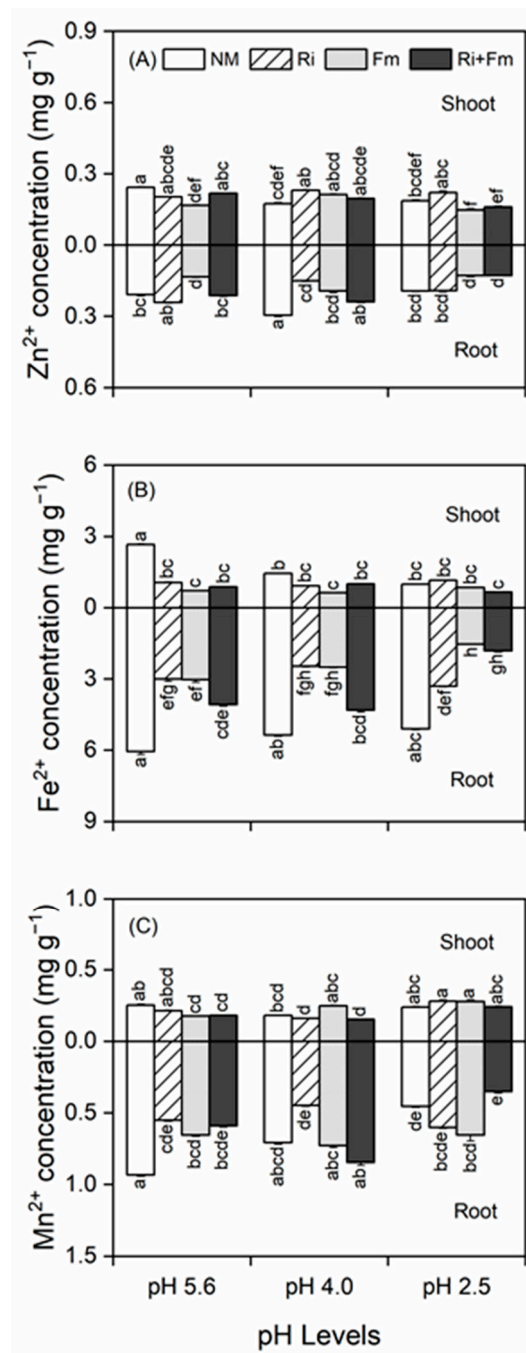 0.9
(A) NM Ri Fm Ri+Fm
0.6
Shoot
0.3
a abcde def abc cdef ab abcd abcde bcdef abc f ef
0.0
bc ab d bc a cd bcd ab bcd bcd d d
0.3
Root
0.6
Zn2+ concentration (mg g−1)
6
(B)
Shoot
3
a bc c bc b bc c bc bc bc bc c
0
3
efg ef cde ab fgh fgh bcd abc def h gh
6
a
Root
9
Fe2+ concentration (mg g−1)
1.0
(C)
Shoot
0.5
ab abcd cd cd bcd d abc d abc a a abc
0.0
0.5
a cde bcd bcde abcd de abc ab de bcde bcd e
1.0
Root
1.5
Mn2+ concentration (mg g−1)
pH 5.6 pH 4.0 pH 2.5
pH Levels